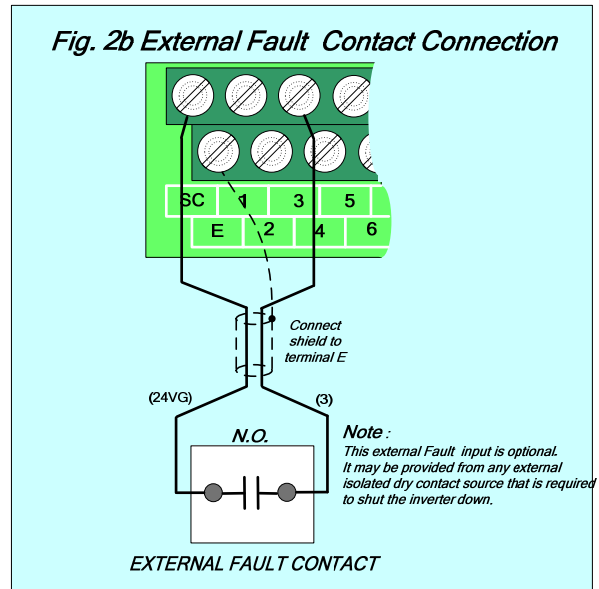 Fig. 2b External Fault Contact Connection
SC 1 3 5
E 2 4 6
Connect
shield to
terminal E
(24VG) (3)
N.O.
Note :
This external Fault input is optional.
It may be provided from any external
isolated dry contact source that is required
to shut the inverter down.
EXTERNAL FAULT CONTACT